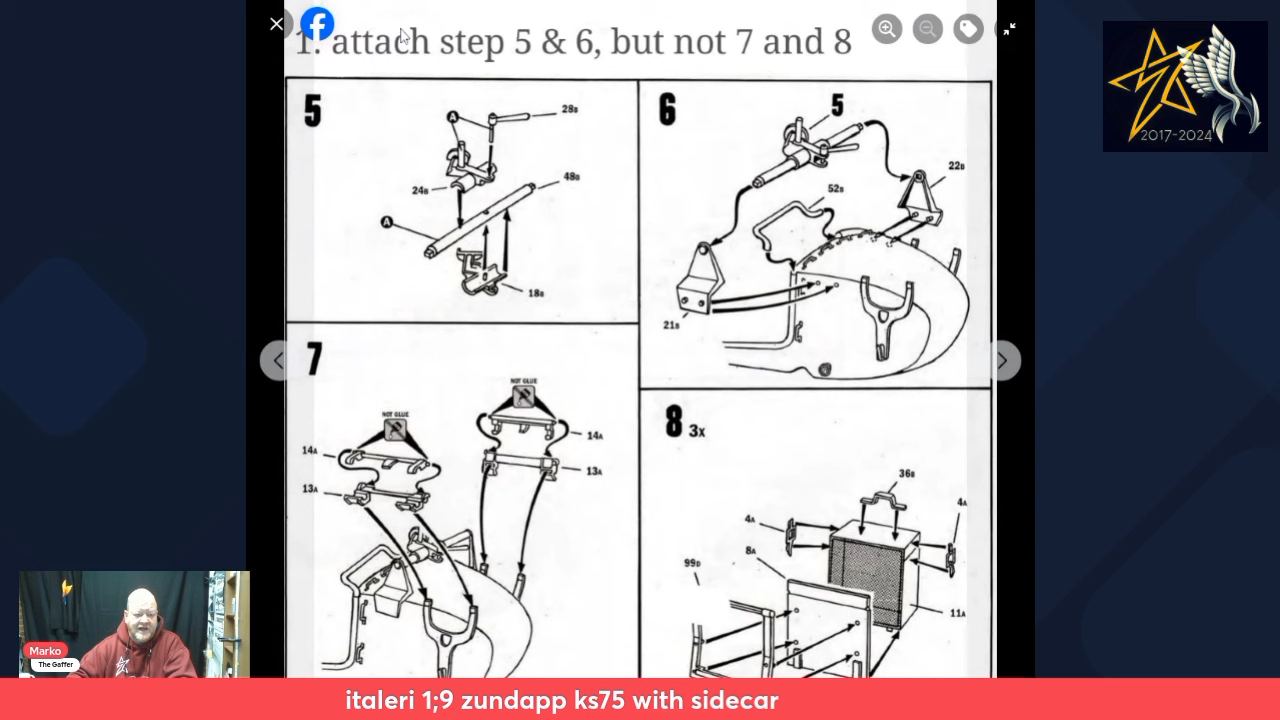 1. attach step 5 & 6, but not 7 and 8
5
A
28B
24B
48B
A
18B
6
5
22B
52B
21B
7
NOT GLUE
NOT GLUE
14A
14A
13A
13A
8 3x
36B
4A
4A
8A
99D
11A
2017-2024
Marko
The Gaffer
italeri 1;9 zundapp ks75 with sidecar